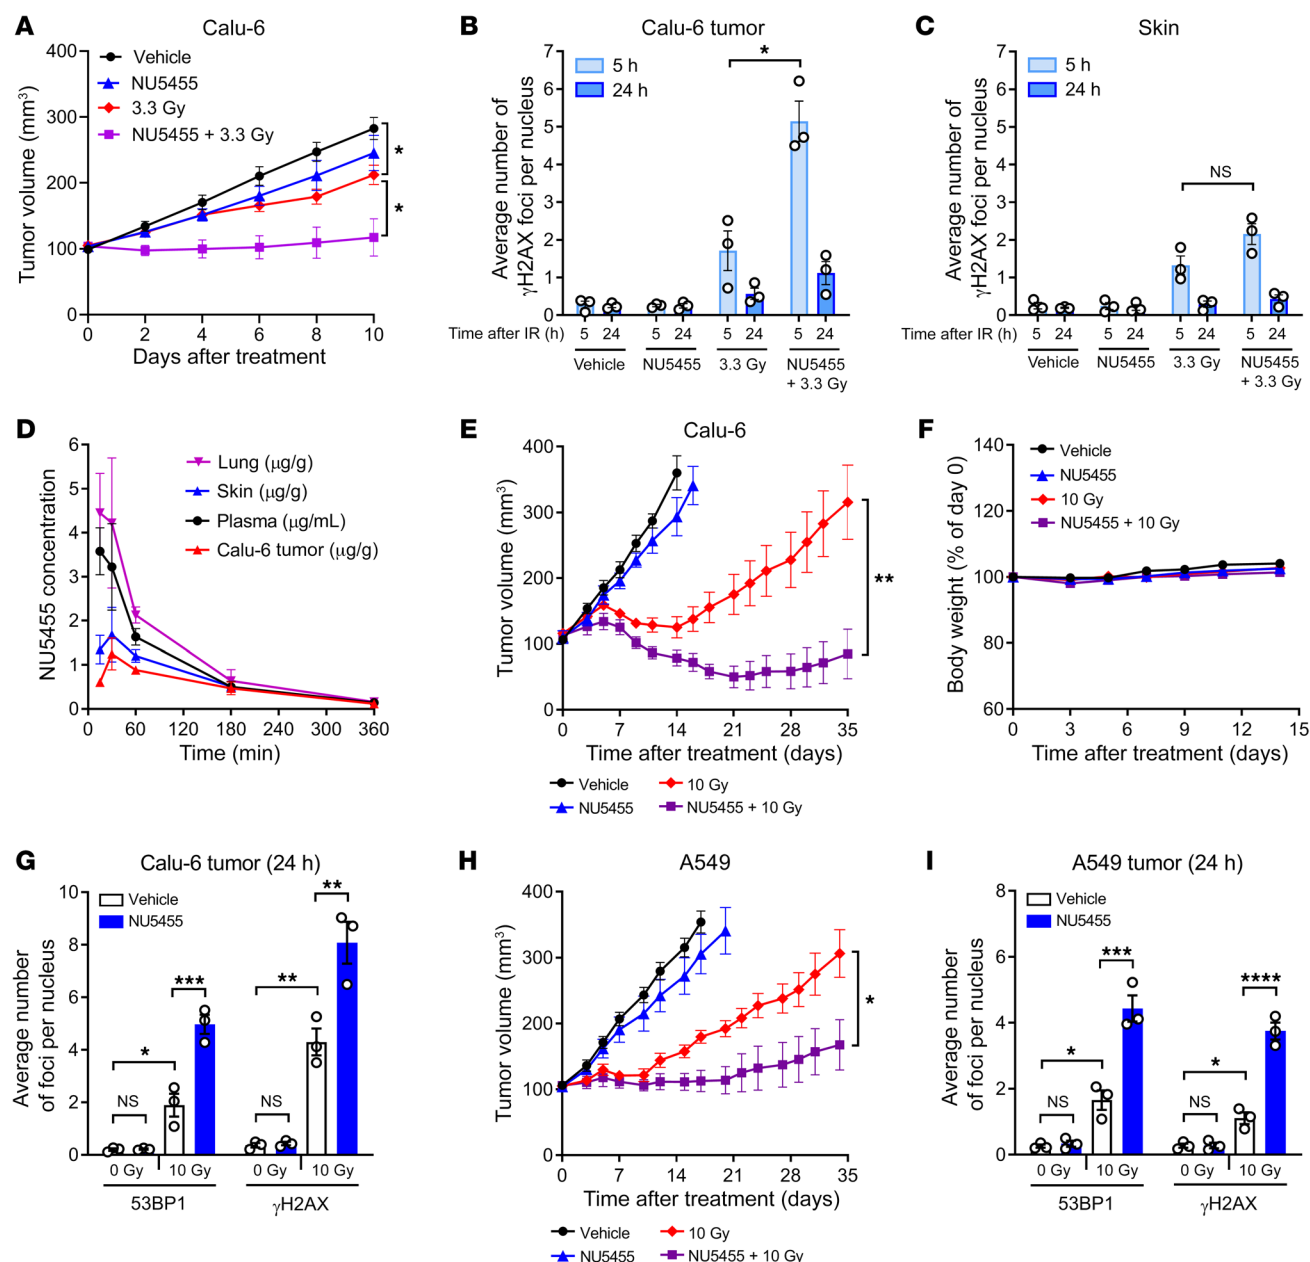 A
Calu-6
Tumor volume (mm³)
400
300
200
100
0
Vehicle
NU5455
3.3 Gy
NU5455 + 3.3 Gy
*
*
0 2 4 6 8 10
Days after treatment
B
Calu-6 tumor
Average number of
γH2AX foci per nucleus
7
6
5
4
3
2
1
0
5 h
24 h
*
Time after IR (h) 5 24 5 24 5 24 5 24
Vehicle NU5455 3.3 Gy NU5455
+ 3.3 Gy
C
Skin
Average number of
γH2AX foci per nucleus
7
6
5
4
3
2
1
0
5 h
24 h
NS
Time after IR (h) 5 24 5 24 5 24 5 24
Vehicle NU5455 3.3 Gy NU5455
+ 3.3 Gy
D
NU5455 concentration
6
5
4
3
2
1
0
Lung (μg/g)
Skin (μg/g)
Plasma (μg/mL)
Calu-6 tumor (μg/g)
0 60 120 180 240 300 360
Time (min)
E
Calu-6
Tumor volume (mm³)
400
300
200
100
0
**
0 7 14 21 28 35
Time after treatment (days)
Vehicle 10 Gy
NU5455 NU5455 + 10 Gy
F
Body weight (% of day 0)
140
120
100
80
60
Vehicle
NU5455
10 Gy
NU5455 + 10 Gy
0 3 6 9 12 15
Time after treatment (days)
G
Calu-6 tumor (24 h)
Average number
of foci per nucleus
10
8
6
4
2
0
Vehicle
NU5455
**
***
**
*
NS
NS
0 Gy 10 Gy 0 Gy 10 Gy
53BP1 γH2AX
H
A549
Tumor volume (mm³)
400
300
200
100
0
*
0 7 14 21 28 35
Time after treatment (days)
Vehicle 10 Gy
NU5455 NU5455 + 10 Gy
I
A549 tumor (24 h)
Average number
of foci per nucleus
8
6
4
2
0
Vehicle
NU5455
***
****
*
*
NS
NS
0 Gy 10 Gy 0 Gy 10 Gy
53BP1 γH2AX